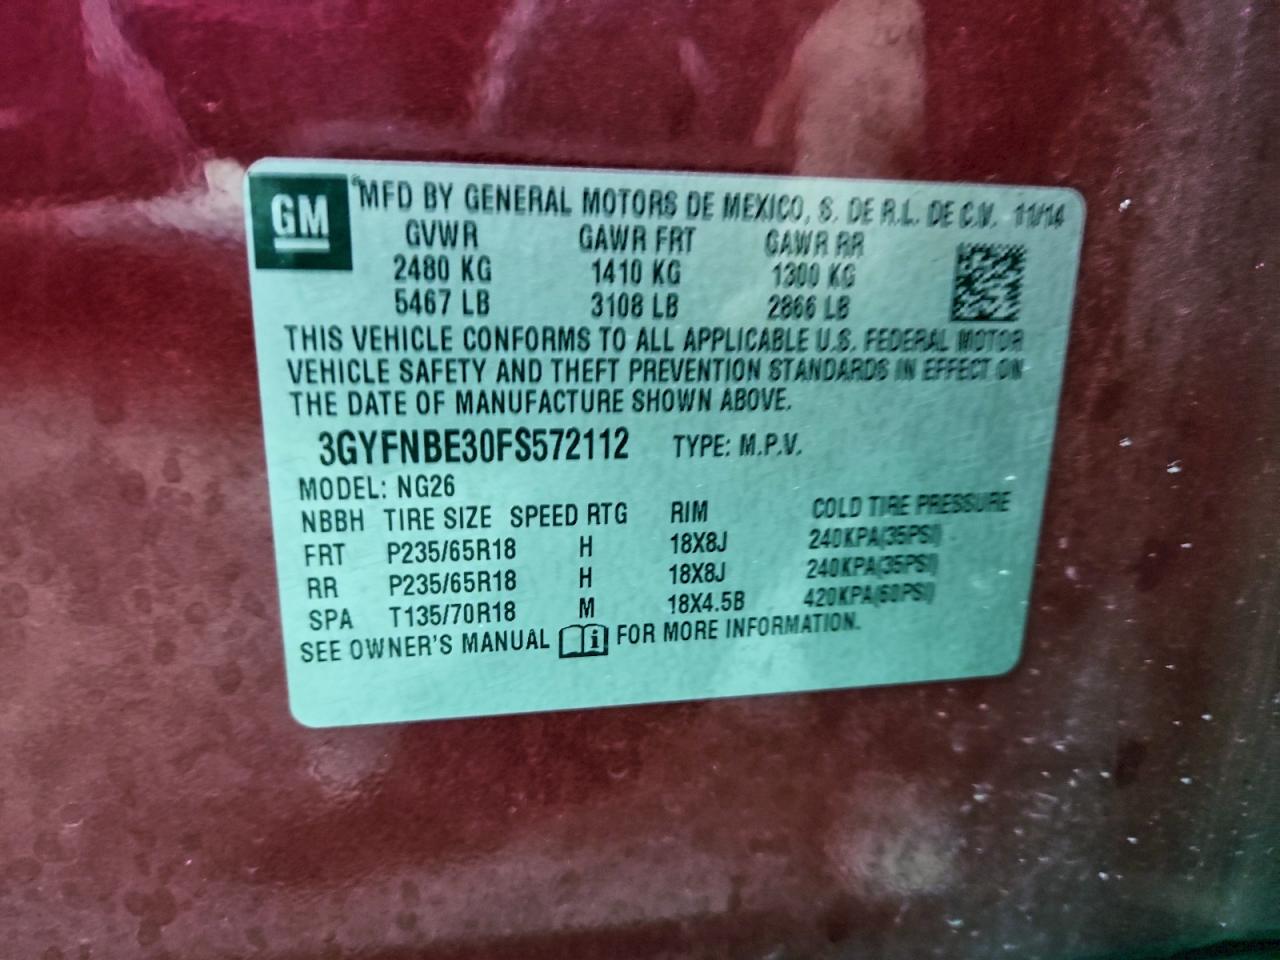 GM MFD BY GENERAL MOTORS DE MEXICO, S. DE R.L. DE C.V. 11/14
GVWR GAWR FRT GAWR RR
2480 KG 1410 KG 1300 KG
5467 LB 3108 LB 2866 LB
THIS VEHICLE CONFORMS TO ALL APPLICABLE U.S. FEDERAL MOTOR
VEHICLE SAFETY AND THEFT PREVENTION STANDARDS IN EFFECT ON
THE DATE OF MANUFACTURE SHOWN ABOVE.
3GYFNBE30FS572112 TYPE: M.P.V.
MODEL: NG26
NBBH TIRE SIZE SPEED RTG RIM COLD TIRE PRESSURE
FRT P235/65R18 H 18X8J 240KPA(35PSI)
RR P235/65R18 H 18X8J 240KPA(35PSI)
SPA T135/70R18 M 18X4.5B 420KPA(60PSI)
SEE OWNER'S MANUAL FOR MORE INFORMATION.